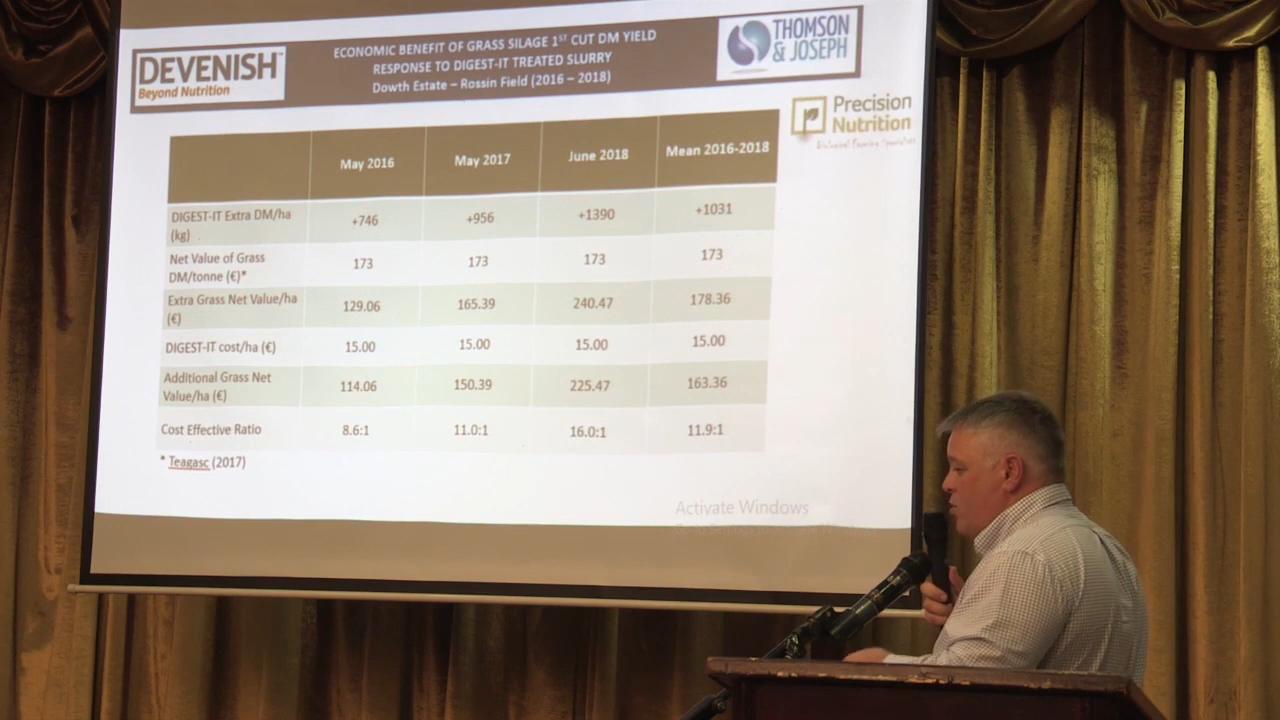 DEVENISH
Beyond Nutrition
ECONOMIC BENEFIT OF GRASS SILAGE 1ST CUT DM YIELD
RESPONSE TO DIGEST-IT TREATED SLURRY
Dowth Estate – Rossin Field (2016 – 2018)
THOMSON
& JOSEPH
Precision
Nutrition
Biological Farming Specialists
May 2016 May 2017 June 2018 Mean 2016-2018
DIGEST-IT Extra DM/ha
(kg) +746 +956 +1390 +1031
Net Value of Grass
DM/tonne (€)* 173 173 173 173
Extra Grass Net Value/ha
(€) 129.06 165.39 240.47 178.36
DIGEST-IT cost/ha (€) 15.00 15.00 15.00 15.00
Additional Grass Net
Value/ha (€) 114.06 150.39 225.47 163.36
Cost Effective Ratio 8.6:1 11.0:1 16.0:1 11.9:1
* Teagasc (2017)
Activate Windows